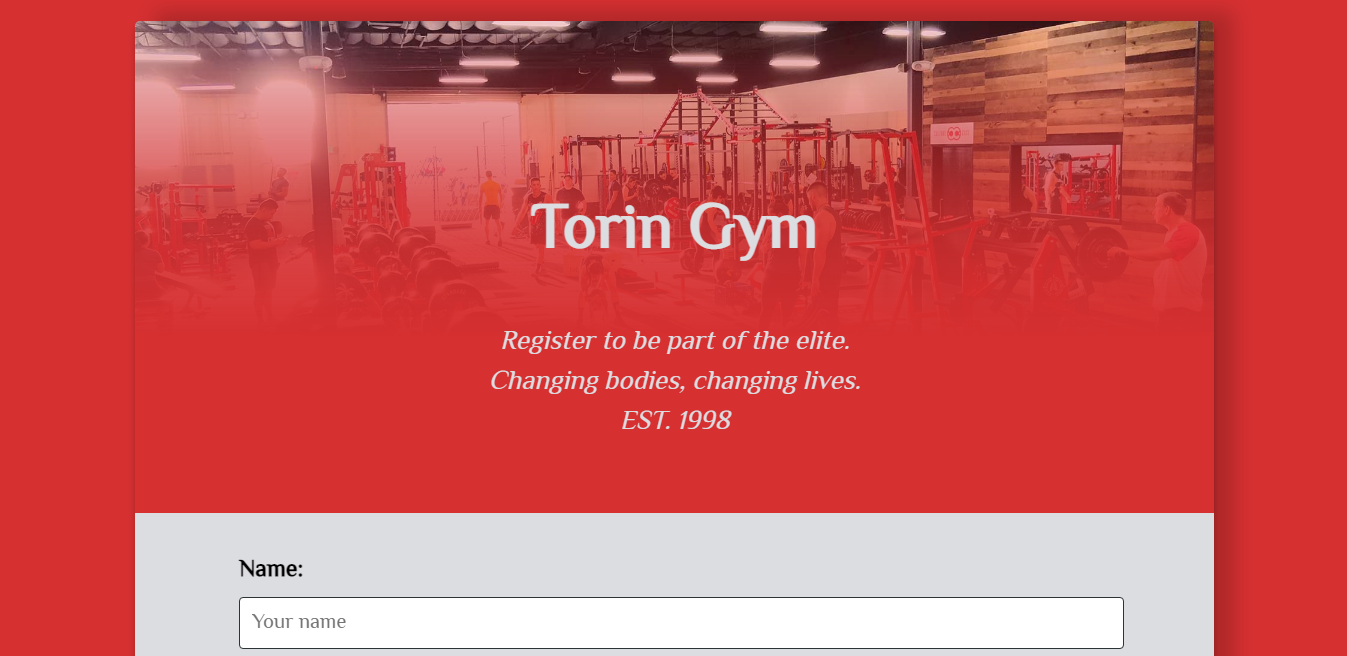 Torin Gym
Register to be part of the elite.
Changing bodies, changing lives.
EST. 1998
Name:
Your name